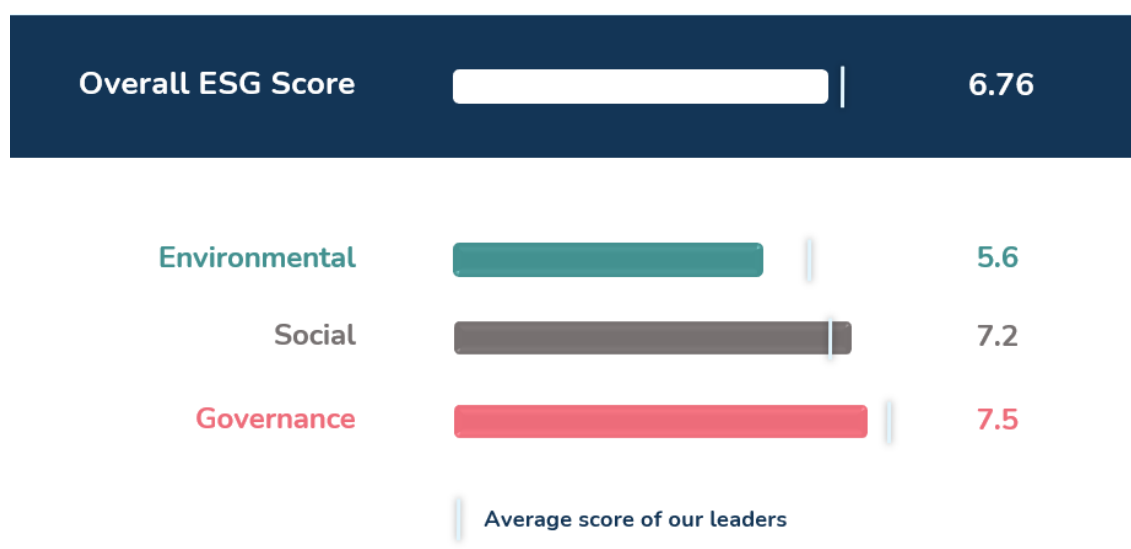 Overall ESG Score 6.76
Environmental 5.6
Social 7.2
Governance 7.5
Average score of our leaders